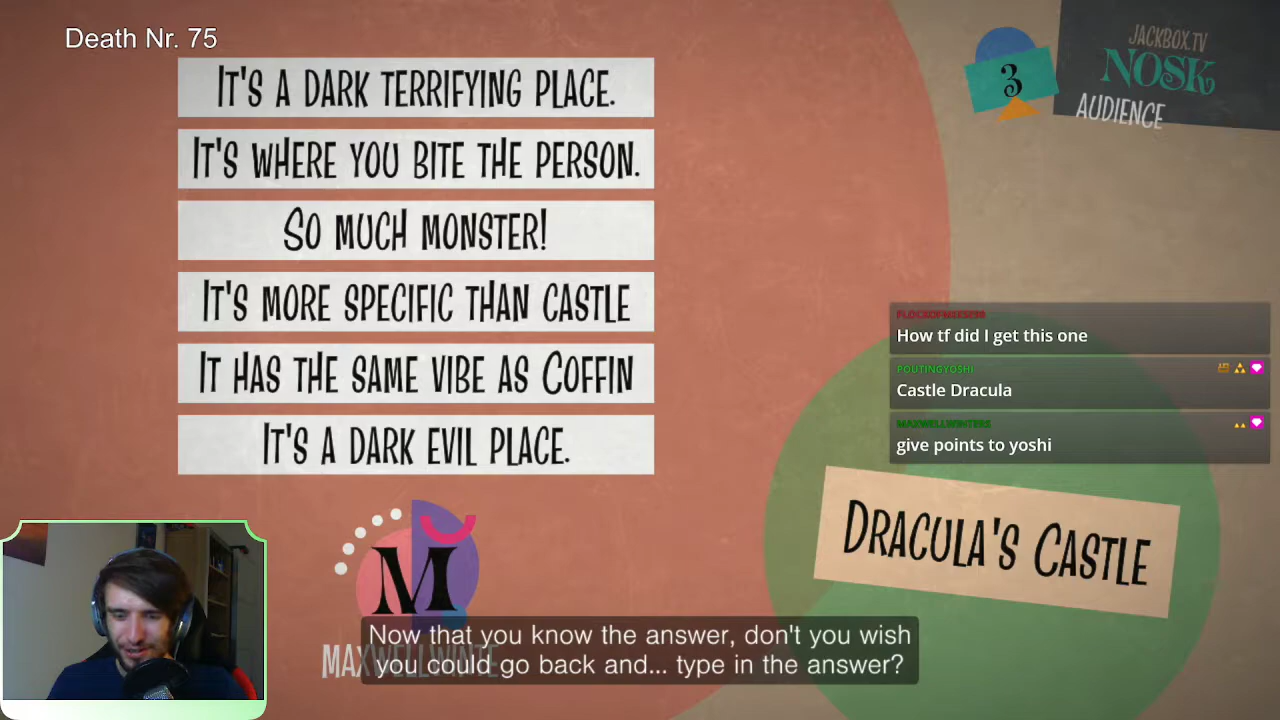 Death Nr. 75
IT'S A DARK TERRIFYING PLACE.
IT'S WHERE YOU BITE THE PERSON.
SO MUCH MONSTER!
IT'S MORE SPECIFIC THAN CASTLE
IT HAS THE SAME VIBE AS COFFIN
IT'S A DARK EVIL PLACE.
3
JACKBOX.TV
NOSK
AUDIENCE
How tf did I get this one
POUTINGYOSHI
Castle Dracula
MAXWELLWINTERS
give points to yoshi
DRACULA'S CASTLE
M
MAXWELLWINTE
Now that you know the answer, don't you wish
you could go back and... type in the answer?